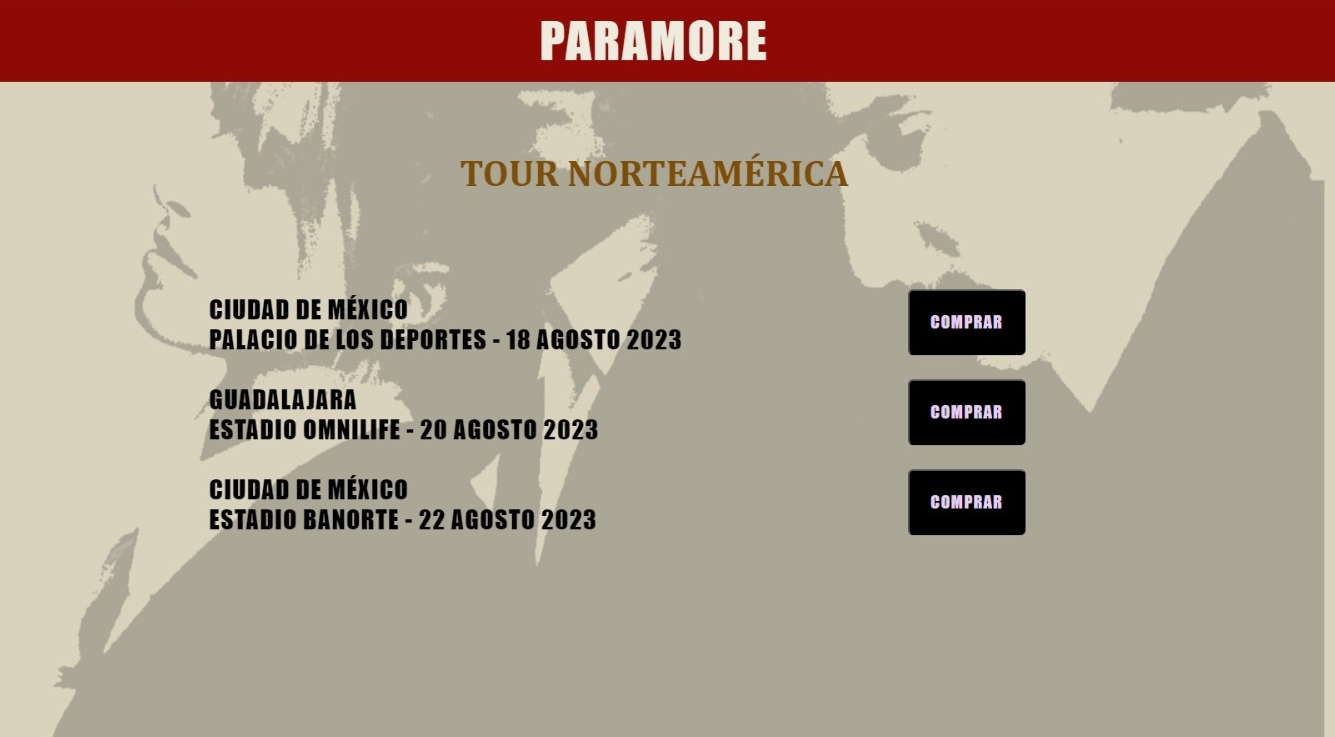 PARAMORE
TOUR NORTEAMÉRICA
CIUDAD DE MÉXICO
PALACIO DE LOS DEPORTES - 18 AGOSTO 2023
COMPRAR
GUADALAJARA
ESTADIO OMNILIFE - 20 AGOSTO 2023
COMPRAR
CIUDAD DE MÉXICO
ESTADIO BANORTE - 22 AGOSTO 2023
COMPRAR